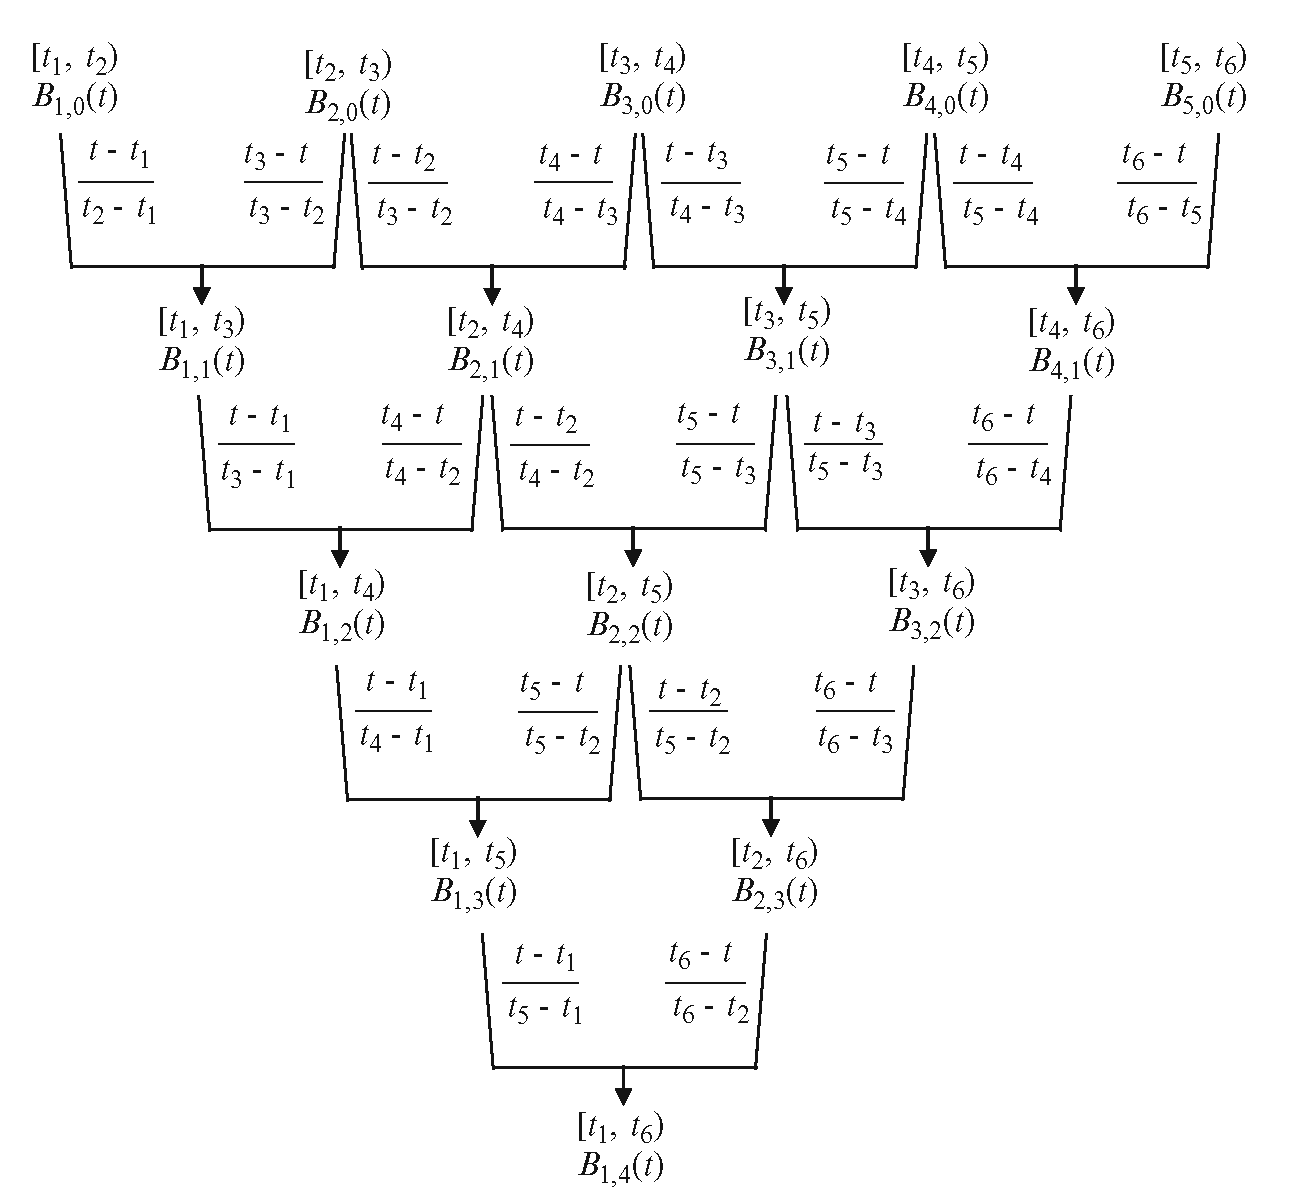 [t1, t2) [t2, t3) [t3, t4) [t4, t5) [t5, t6)
B1,0(t) B2,0(t) B3,0(t) B4,0(t) B5,0(t)
t - t1 t3 - t t - t2 t4 - t t - t3 t5 - t t - t4 t6 - t
t2 - t1 t3 - t2 t3 - t2 t4 - t3 t4 - t3 t5 - t4 t5 - t4 t6 - t5
[t1, t3) [t2, t4) [t3, t5) [t4, t6)
B1,1(t) B2,1(t) B3,1(t) B4,1(t)
t - t1 t4 - t t - t2 t5 - t t - t3 t6 - t
t3 - t1 t4 - t2 t4 - t2 t5 - t3 t5 - t3 t6 - t4
[t1, t4) [t2, t5) [t3, t6)
B1,2(t) B2,2(t) B3,2(t)
t - t1 t5 - t t - t2 t6 - t
t4 - t1 t5 - t2 t5 - t2 t6 - t3
[t1, t5) [t2, t6)
B1,3(t) B2,3(t)
t - t1 t6 - t
t5 - t1 t6 - t2
[t1, t6)
B1,4(t)